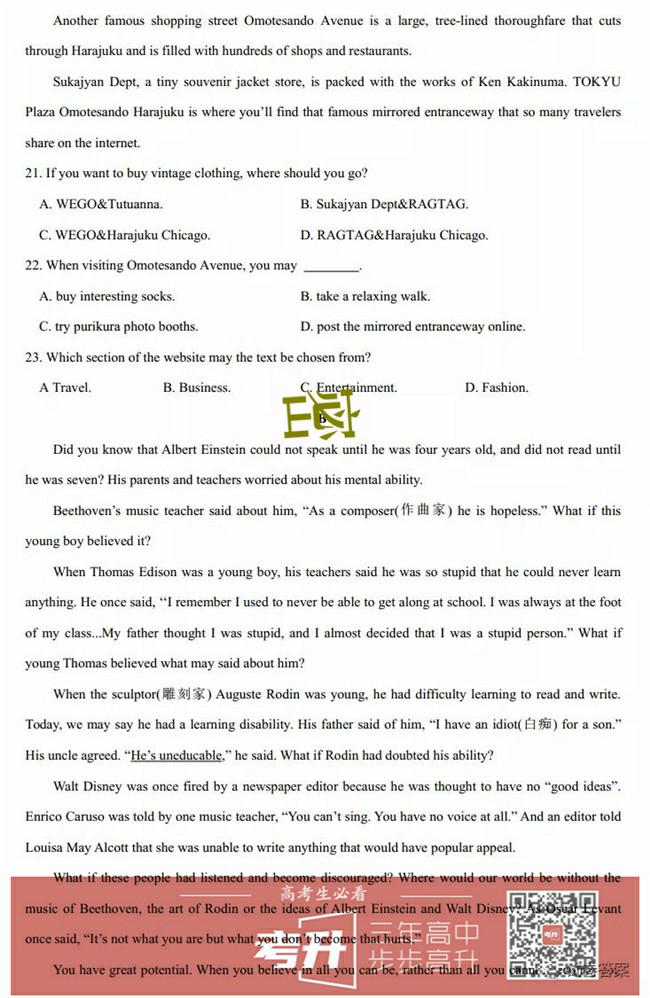 Another famous shopping street Omotesando Avenue is a large, tree-lined thoroughfare that cuts
through Harajuku and is filled with hundreds of shops and restaurants.
Sukajyan Dept, a tiny souvenir jacket store, is packed with the works of Ken Kakinuma. TOKYU
Plaza Omotesando Harajuku is where you’ll find that famous mirrored entranceway that so many travelers
share on the internet.
21. If you want to buy vintage clothing, where should you go?
A. WEGO&Tutuanna. B. Sukajyan Dept&RAGTAG.
C. WEGO&Harajuku Chicago. D. RAGTAG&Harajuku Chicago.
22. When visiting Omotesando Avenue, you may ________.
A. buy interesting socks. B. take a relaxing walk.
C. try purikura photo booths. D. post the mirrored entranceway online.
23. Which section of the website may the text be chosen from?
A Travel. B. Business. C. Entertainment. D. Fashion.
B
Did you know that Albert Einstein could not speak until he was four years old, and did not read until
he was seven? His parents and teachers worried about his mental ability.
Beethoven’s music teacher said about him, “As a composer(作曲家) he is hopeless.” What if this
young boy believed it?
When Thomas Edison was a young boy, his teachers said he was so stupid that he could never learn
anything. He once said, ‘‘I remember I used to never be able to get along at school. I was always at the foot
of my class...My father thought I was stupid, and I almost decided that I was a stupid person.” What if
young Thomas believed what may said about him?
When the sculptor(雕刻家) Auguste Rodin was young, he had difficulty learning to read and write.
Today, we may say he had a learning disability. His father said of him, “I have an idiot(白痴) for a son.”
His uncle agreed. “He’s uneducable,” he said. What if Rodin had doubted his ability?
Walt Disney was once fired by a newspaper editor because he was thought to have no “good ideas”.
Enrico Caruso was told by one music teacher, “You can’t sing. You have no voice at all.” And an editor told
Louisa May Alcott that she was unable to write anything that would have popular appeal.
What if these people had listened and become discouraged? Where would our world be without the
高考生必看
music of Beethoven, the art of Rodin or the ideas of Albert Einstein and Walt Disney? As Oscar Levant
once said, “It’s not what you are but what you don’t become that hurts.”
考升 三年高中
步步高升
You have great potential. When you believe in all you can be, rather than all you